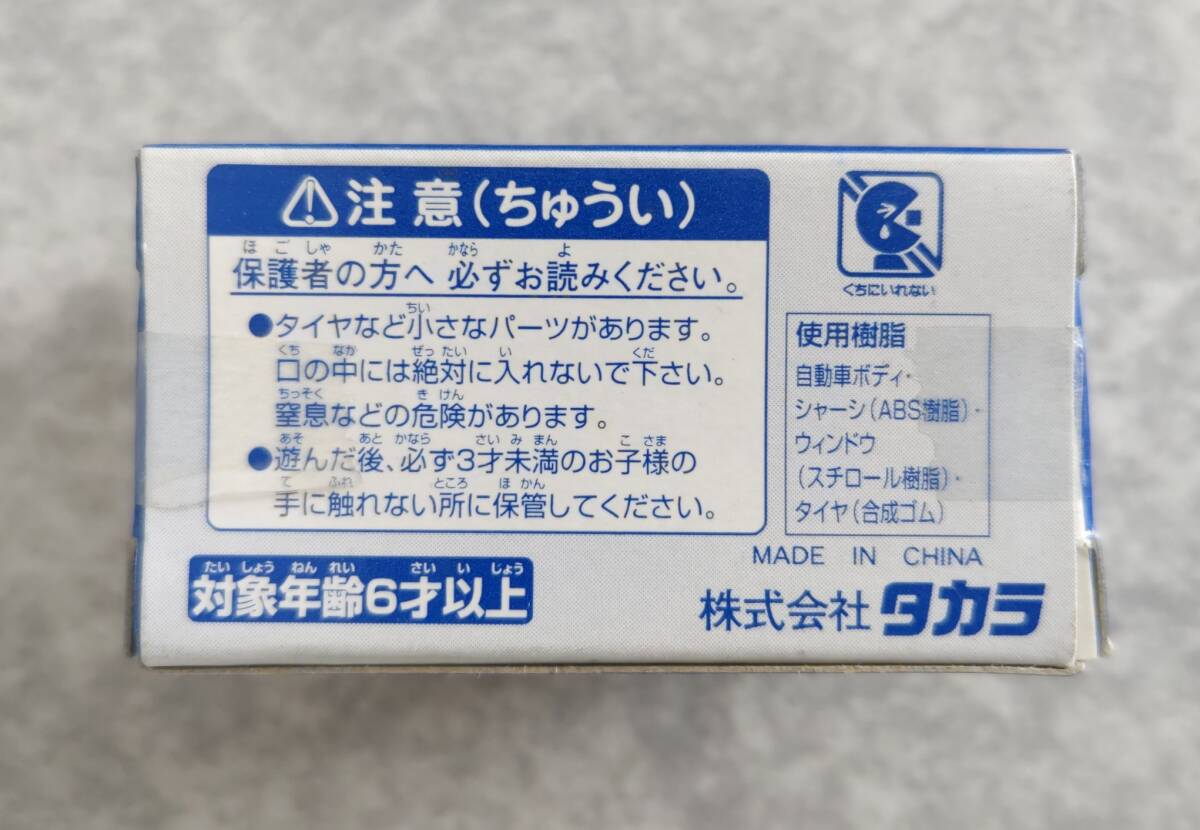 注意(ちゅうい)
ほごしゃ かた かなら よ
保護者の方へ 必ずお読みください。
ちい
●タイヤなど小さなパーツがあります。
くち なか ぜったい い くだ
口の中には絶対に入れないで下さい。
ちっそく き けん
窒息などの危険があります。
あそ あと かなら さい み まん こ さま
●遊んだ後、必ず3才未満のお子様の
て ふれ ところ ほ かん
手に触れない所に保管してください。
たい しょう ねん れい さい い じょう
対象年齢6才以上
くちにいれない
使用樹脂
自動車ボディ・
シャーシ(ABS樹脂)・
ウィンドウ
(スチロール樹脂)・
タイヤ(合成ゴム)
MADE IN CHINA
株式会社 タカラ